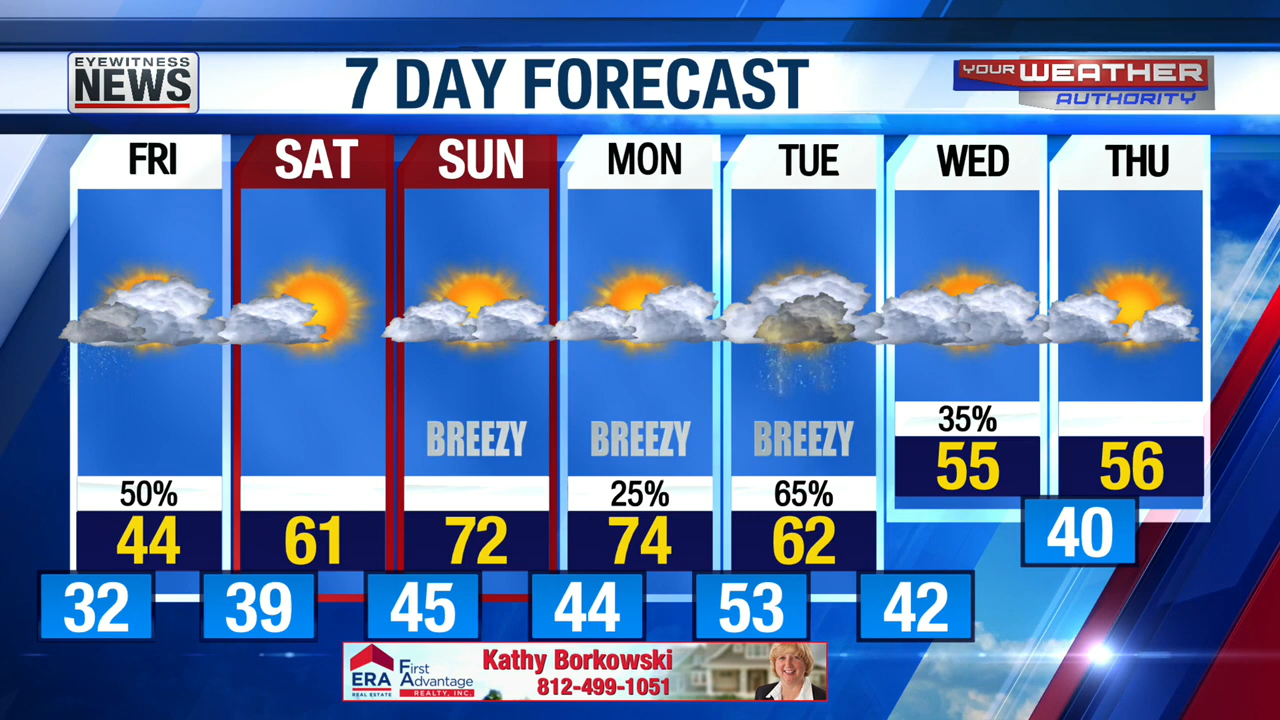 EYEWITNESS
NEWS
7 DAY FORECAST
YOUR WEATHER
AUTHORITY
FRI SAT SUN MON TUE WED THU
BREEZY BREEZY BREEZY
35%
55 56
50% 25% 65%
44 61 72 74 62
40
32 39 45 44 53 42
ERA
REAL ESTATE
First
Advantage
REALTY, INC.
Kathy Borkowski
812-499-1051